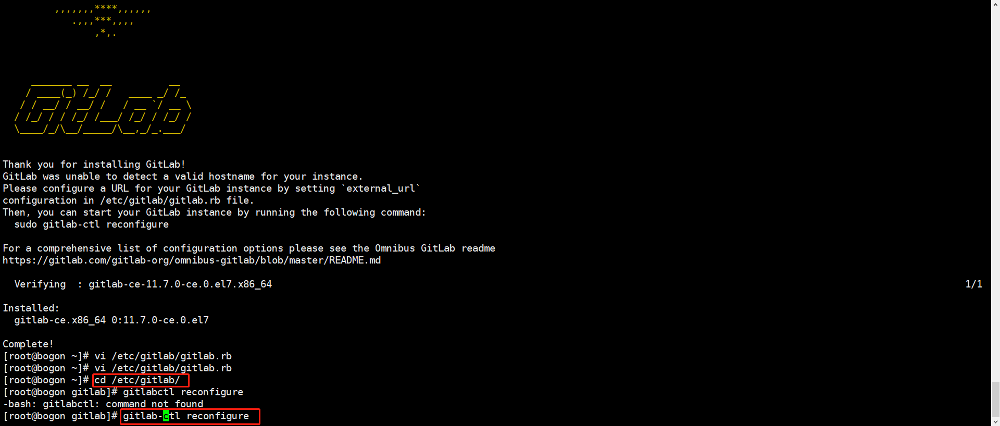 ,,,,,,,****,,,,,,
.,,,***,,,,
,*,.
_______ __  __          __
/ ____(_) /_/ /   ____ _/ /_
/ / __/ / __/ /   / __ `/ __ \
/ /_/ / / /_/ /___/ /_/ / /_/ /
\____/_/\__/_____/\__,_/_.___/
Thank you for installing GitLab!
GitLab was unable to detect a valid hostname for your instance.
Please configure a URL for your GitLab instance by setting `external_url`
configuration in /etc/gitlab/gitlab.rb file.
Then, you can start your GitLab instance by running the following command:
sudo gitlab-ctl reconfigure
For a comprehensive list of configuration options please see the Omnibus GitLab readme
https://gitlab.com/gitlab-org/omnibus-gitlab/blob/master/README.md
Verifying  : gitlab-ce-11.7.0-ce.0.el7.x86_64 1/1
Installed:
gitlab-ce.x86_64 0:11.7.0-ce.0.el7
Complete!
[root@bogon ~]# vi /etc/gitlab/gitlab.rb
[root@bogon ~]# vi /etc/gitlab/gitlab.rb
[root@bogon ~]# cd /etc/gitlab/
[root@bogon gitlab]# gitlabctl reconfigure
-bash: gitlabctl: command not found
[root@bogon gitlab]# gitlab-ctl reconfigure